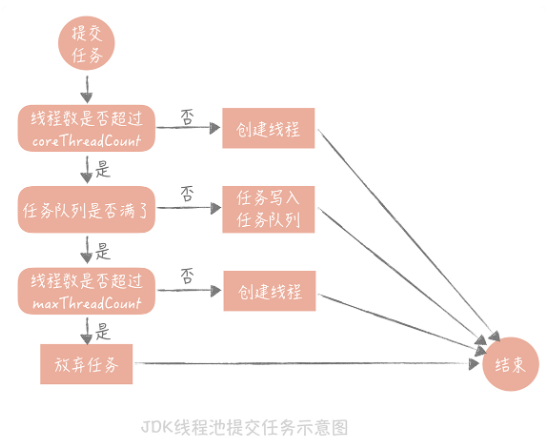 提交
任务
线程数是否超过
coreThreadCount
否
创建线程
是
任务队列是否满了
否
任务写入
任务队列
是
线程数是否超过
maxThreadCount
否
创建线程
是
放弃任务
结束
JDK线程池提交任务示意图